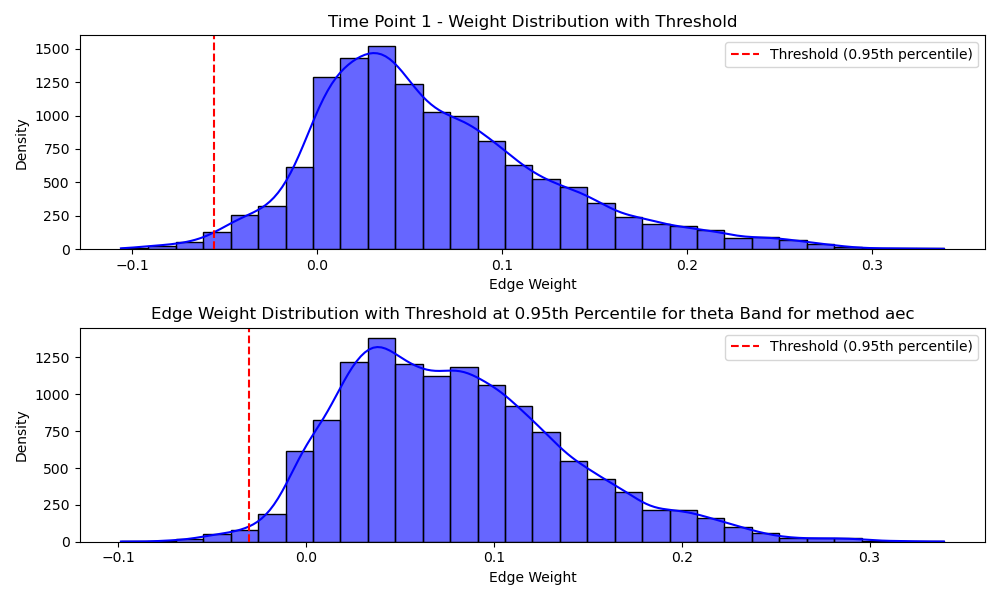 Time Point 1 - Weight Distribution with Threshold
Threshold (0.95th percentile)
Density
1500
1250
1000
750
500
250
0
−0.1
0.0
0.1
0.2
0.3
Edge Weight
Edge Weight Distribution with Threshold at 0.95th Percentile for theta Band for method aec
Threshold (0.95th percentile)
Density
1250
1000
750
500
250
0
−0.1
0.0
0.1
0.2
0.3
Edge Weight